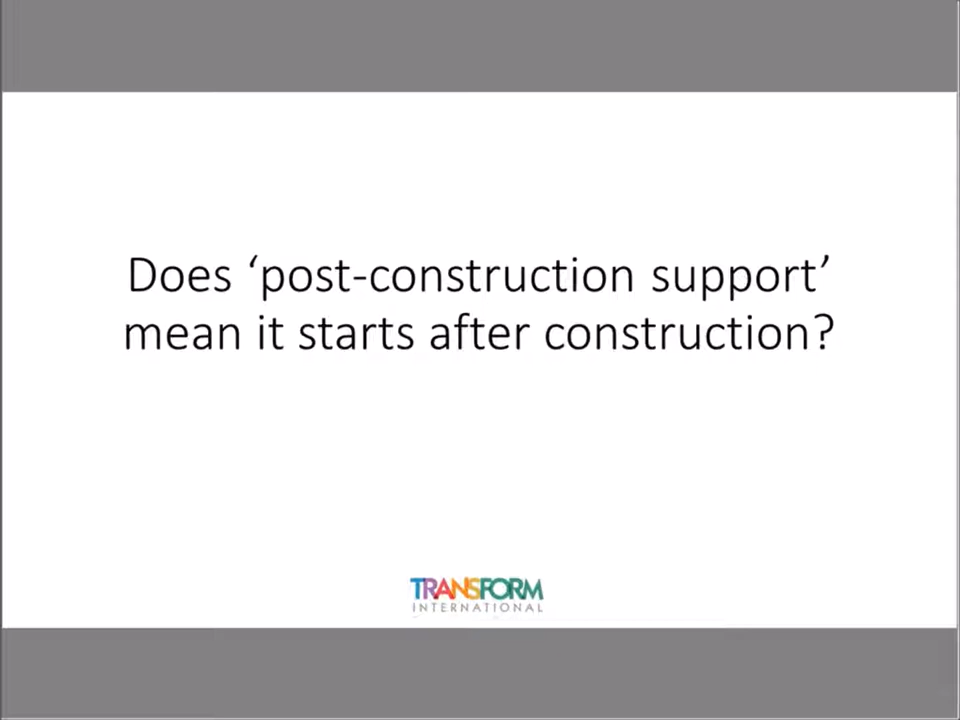 Does ‘post-construction support’
mean it starts after construction?
TRANSFORM
INTERNATIONAL